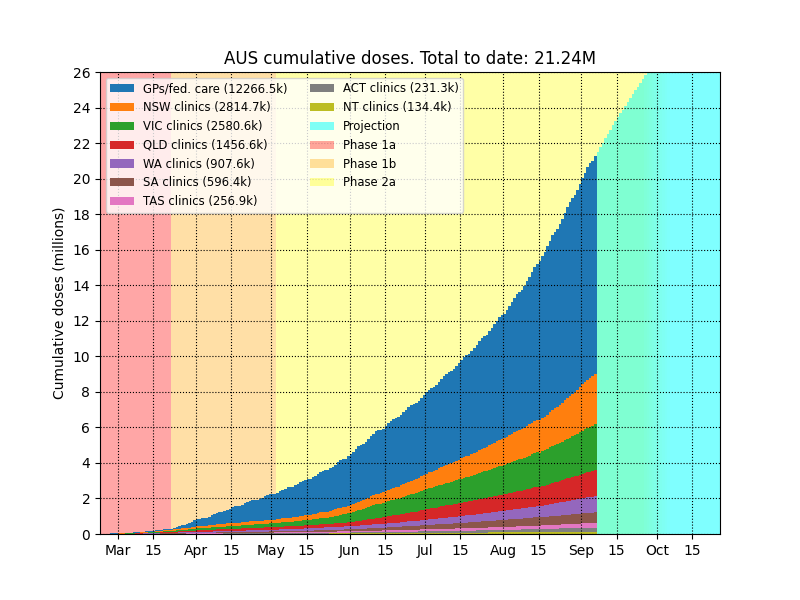 AUS cumulative doses. Total to date: 21.24M
Cumulative doses (millions)
26
24
22
20
18
16
14
12
10
8
6
4
2
0
GPs/fed. care (12266.5k)
NSW clinics (2814.7k)
VIC clinics (2580.6k)
QLD clinics (1456.6k)
WA clinics (907.6k)
SA clinics (596.4k)
TAS clinics (256.9k)
ACT clinics (231.3k)
NT clinics (134.4k)
Projection
Phase 1a
Phase 1b
Phase 2a
Mar 15 Apr 15 May 15 Jun 15 Jul 15 Aug 15 Sep 15 Oct 15